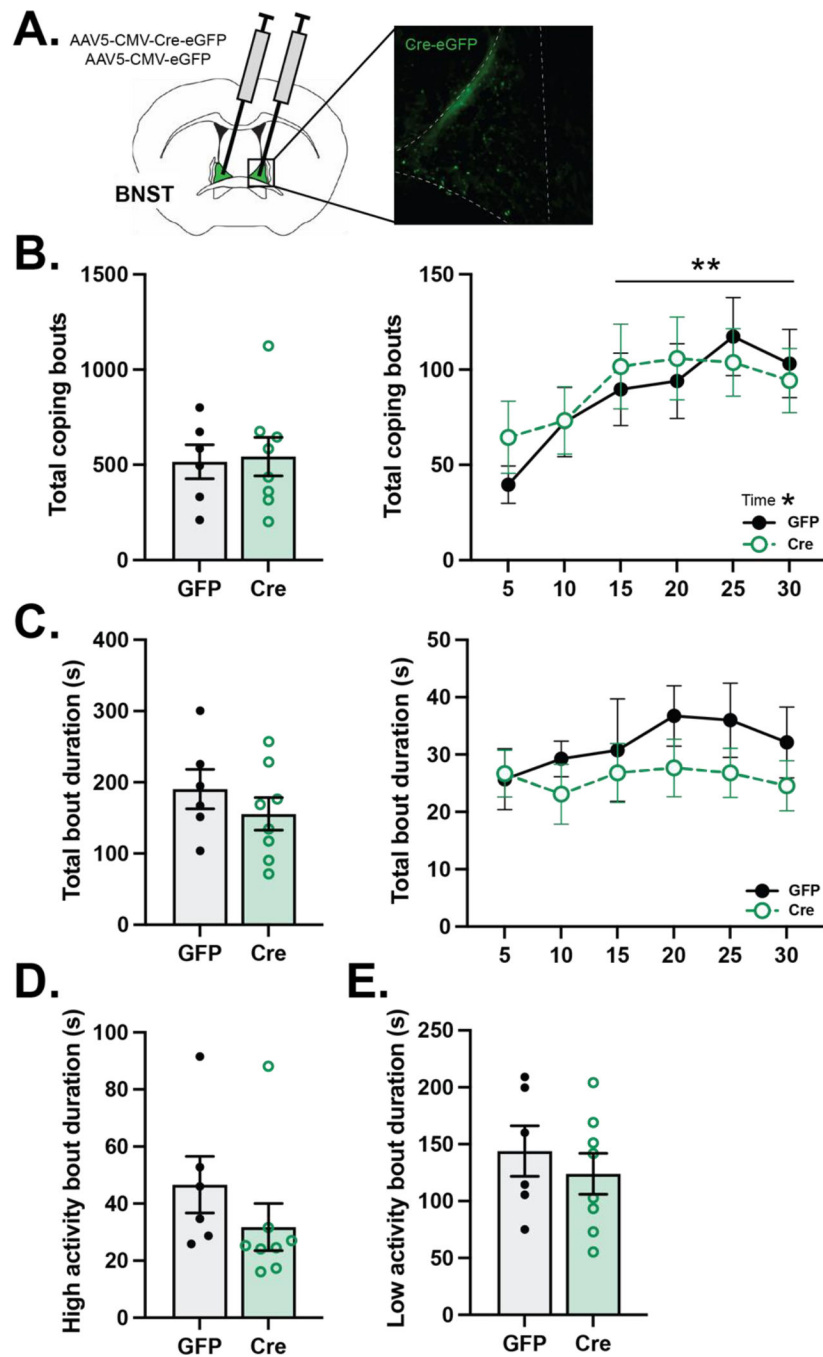 A.
AAV5-CMV-Cre-eGFP
AAV5-CMV-eGFP
BNST
Cre-eGFP
B.
Total coping bouts
1500
1000
500
0
GFP Cre
Total coping bouts
150
100
50
0
**
Time *
GFP
Cre
5 10 15 20 25 30
C.
Total bout duration (s)
400
300
200
100
0
GFP Cre
Total bout duration (s)
50
40
30
20
10
0
GFP
Cre
5 10 15 20 25 30
D.
High activity bout duration (s)
100
80
60
40
20
0
GFP Cre
E.
Low activity bout duration (s)
250
200
150
100
50
0
GFP Cre